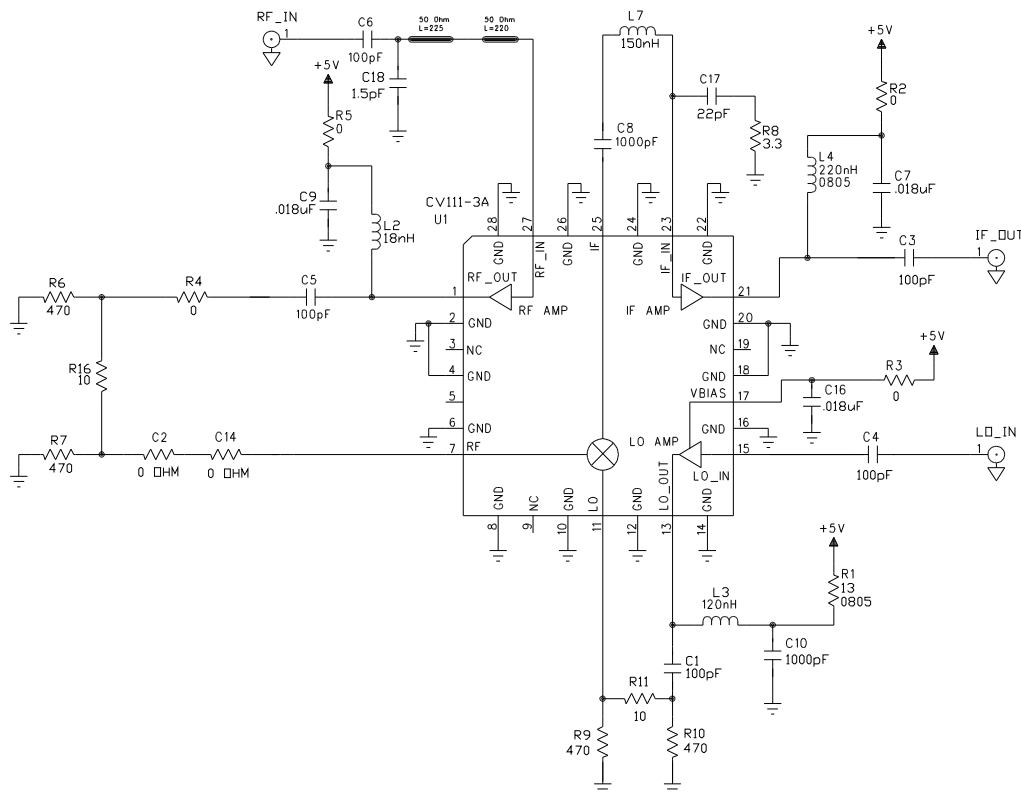 RF_IN
1
C6
100pF
50 Ohm
L=225
50 Ohm
L=220
C18
1.5pF
L7
150nH
+5V
R5
0
C9
.018uF
L2
18nH
C8
1000pF
C17
22pF
R8
3.3
+5V
R2
0
L4
220nH
0805
C7
.018uF
CV111-3A
U1
28
27
26
25
24
23
22
GND
RF_IN
GND
IF
GND
IF_IN
GND
RF_OUT
RF AMP
IF_OUT
IF AMP
C3
100pF
IF_OUT
1
R6
470
R4
0
C5
100pF
1
2
GND
3
NC
4
GND
5
6
GND
7
RF
21
20
GND
19
NC
18
GND
VBIAS
17
16
GND
15
LO AMP
LO_IN
LO_OUT
R16
10
R7
470
C2
0 OHM
C14
0 OHM
+5V
R3
0
C16
.018uF
C4
100pF
LO_IN
1
GND
NC
GND
LO
GND
GND
8
9
10
11
12
13
14
+5V
R1
13
0805
L3
120nH
C10
1000pF
C1
100pF
R11
10
R9
470
R10
470